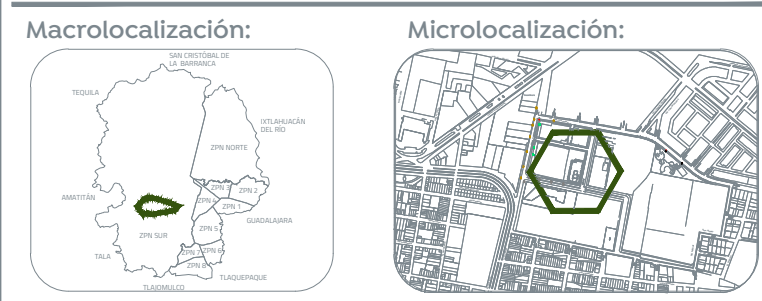 Macrolocalización:
Microlocalización:
SAN CRISTÓBAL DE
LA BARRANCA
TEQUILA
IXTLAHUACÁN
DEL RÍO
ZPN NORTE
ZPN 3
ZPN 2
AMATITÁN
ZPN 4
ZPN 1
GUADALAJARA
ZPN SUR
ZPN 5
TALA
ZPN 7
ZPN 6
ZPN 8
TLAQUEPAQUE
TLAJOMULCO